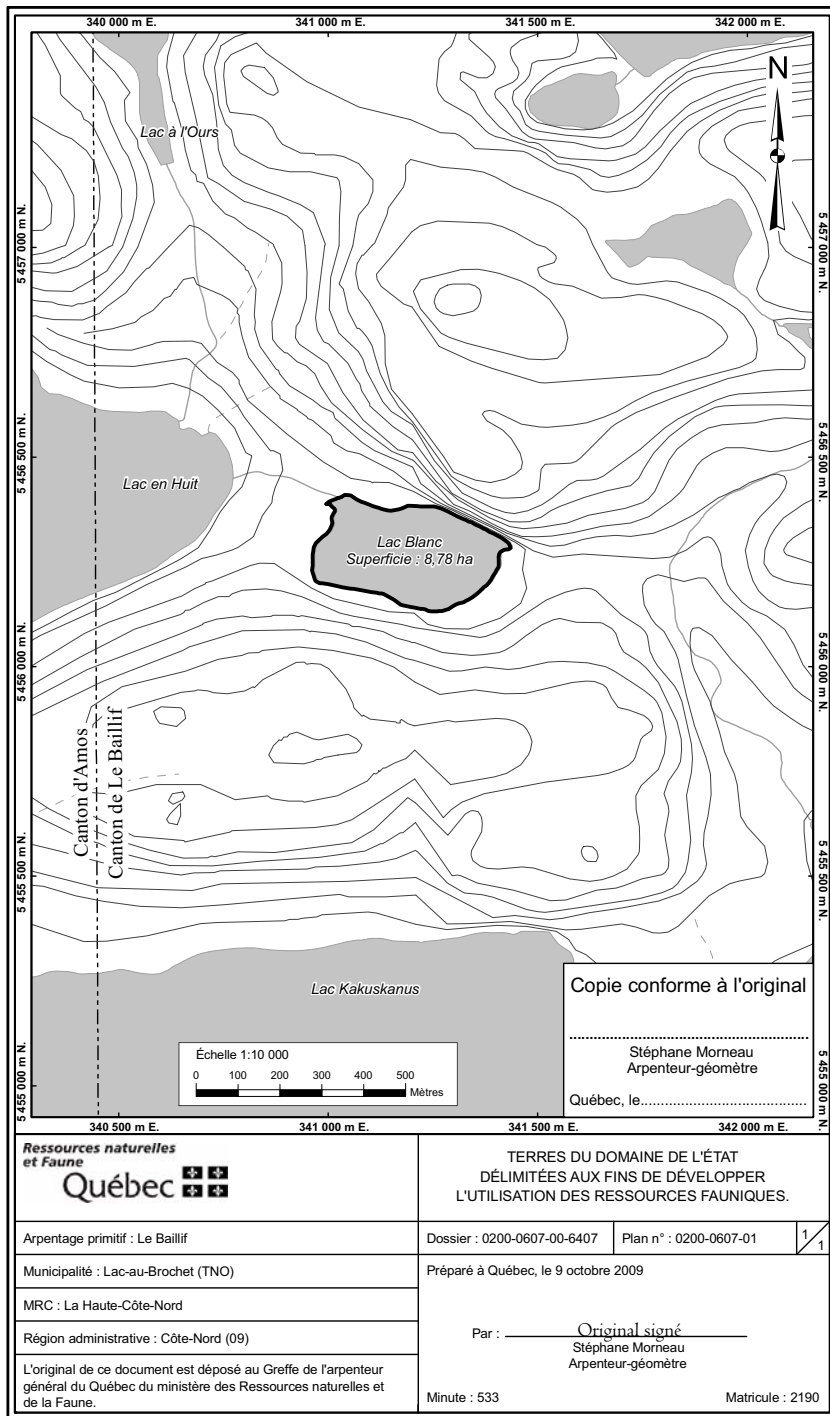 340 000 m E.
341 000 m E.
341 500 m E.
342 000 m E.
N
Lac à l'Ours
5 457 000 m N.
5 457 000 m N.
5 456 500 m N.
5 456 500 m N.
Lac en Huit
Lac Blanc
Superficie : 8,78 ha
5 456 000 m N.
5 456 000 m N.
Canton d'Amos
Canton de Le Baillif
5 455 500 m N.
5 455 500 m N.
Lac Kakuskanus
Copie conforme à l'original
Stéphane Morneau
Arpenteur-géomètre
Québec, le
Échelle 1:10 000
0 100 200 300 400 500
Mètres
5 455 000 m N.
5 455 000 m N.
340 500 m E.
341 000 m E.
341 500 m E.
342 000 m E.
Ressources naturelles
et Faune
Québec
TERRES DU DOMAINE DE L'ÉTAT
DÉLIMITÉES AUX FINS DE DÉVELOPPER
L'UTILISATION DES RESSOURCES FAUNIQUES.
Arpentage primitif : Le Baillif
Dossier : 0200-0607-00-6407
Plan n° : 0200-0607-01
1/1
Municipalité : Lac-au-Brochet (TNO)
Préparé à Québec, le 9 octobre 2009
MRC : La Haute-Côte-Nord
Région administrative : Côte-Nord (09)
Par : Original signé
Stéphane Morneau
Arpenteur-géomètre
L'original de ce document est déposé au Greffe de l'arpenteur
général du Québec du ministère des Ressources naturelles et
de la Faune.
Minute : 533
Matricule : 2190